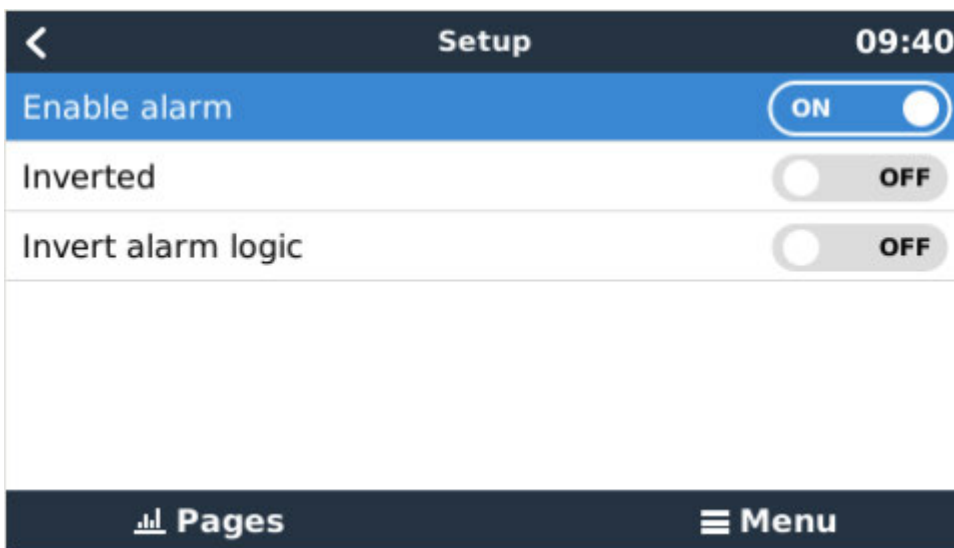 Setup 09:40
Enable alarm ON
Inverted OFF
Invert alarm logic OFF
Pages Menu